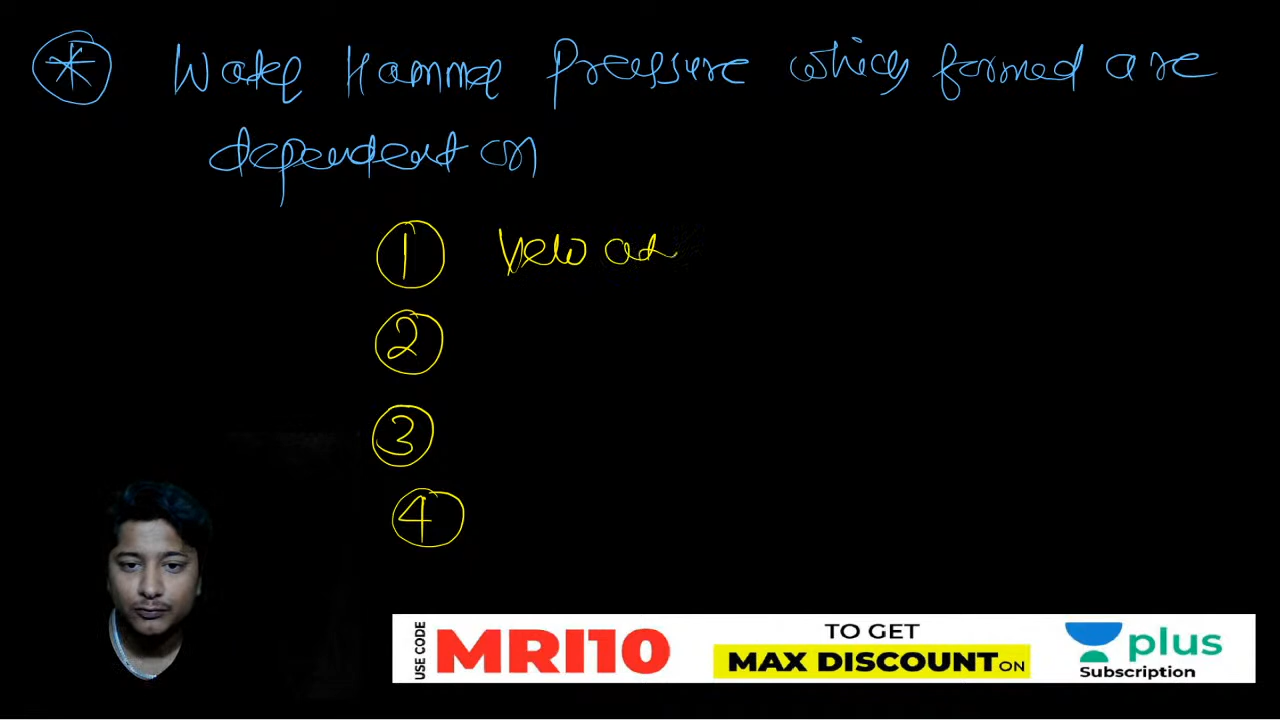 * Water Hammer Pressure which formed are
dependent on
1 Velo
2
3
4
USE CODE MRI10 TO GET MAX DISCOUNT ON plus Subscription